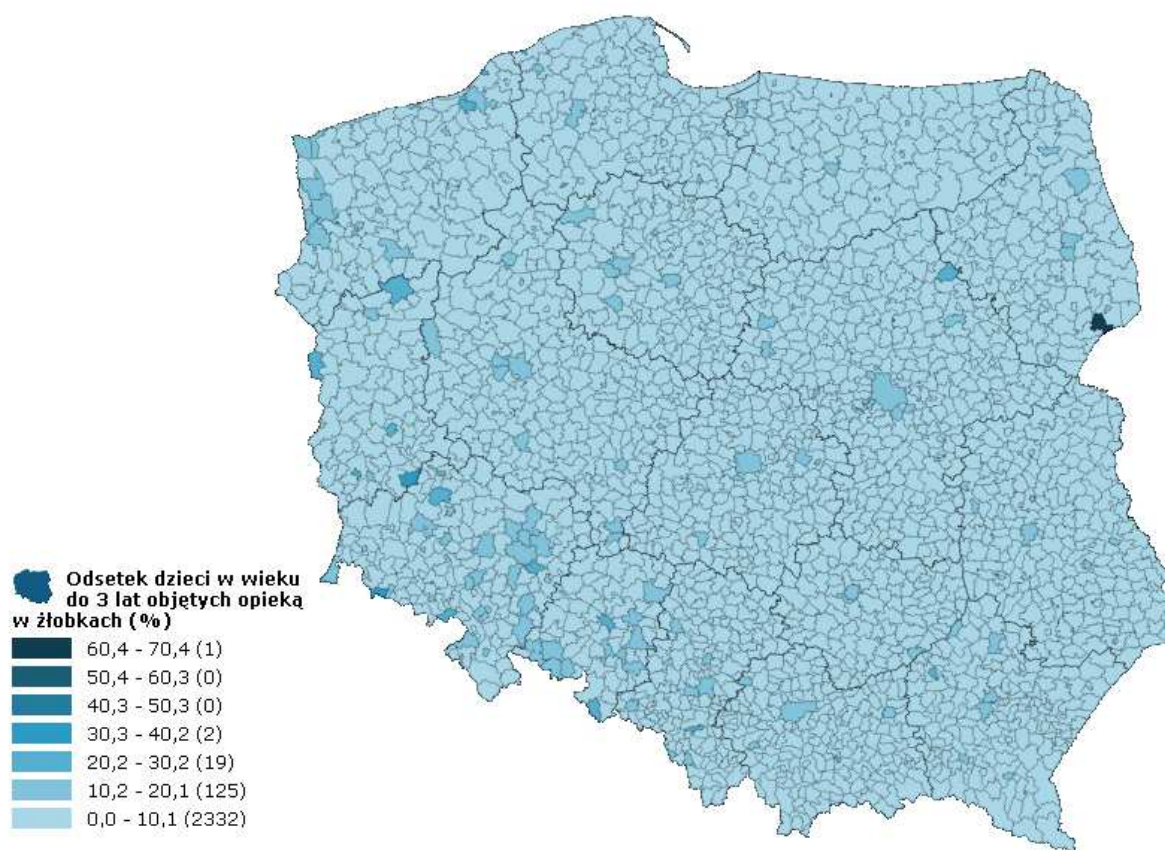 Odsetek dzieci w wieku
do 3 lat objętych opieką
w żłobkach (%)
60,4 - 70,4 (1)
50,4 - 60,3 (0)
40,3 - 50,3 (0)
30,3 - 40,2 (2)
20,2 - 30,2 (19)
10,2 - 20,1 (125)
0,0 - 10,1 (2332)